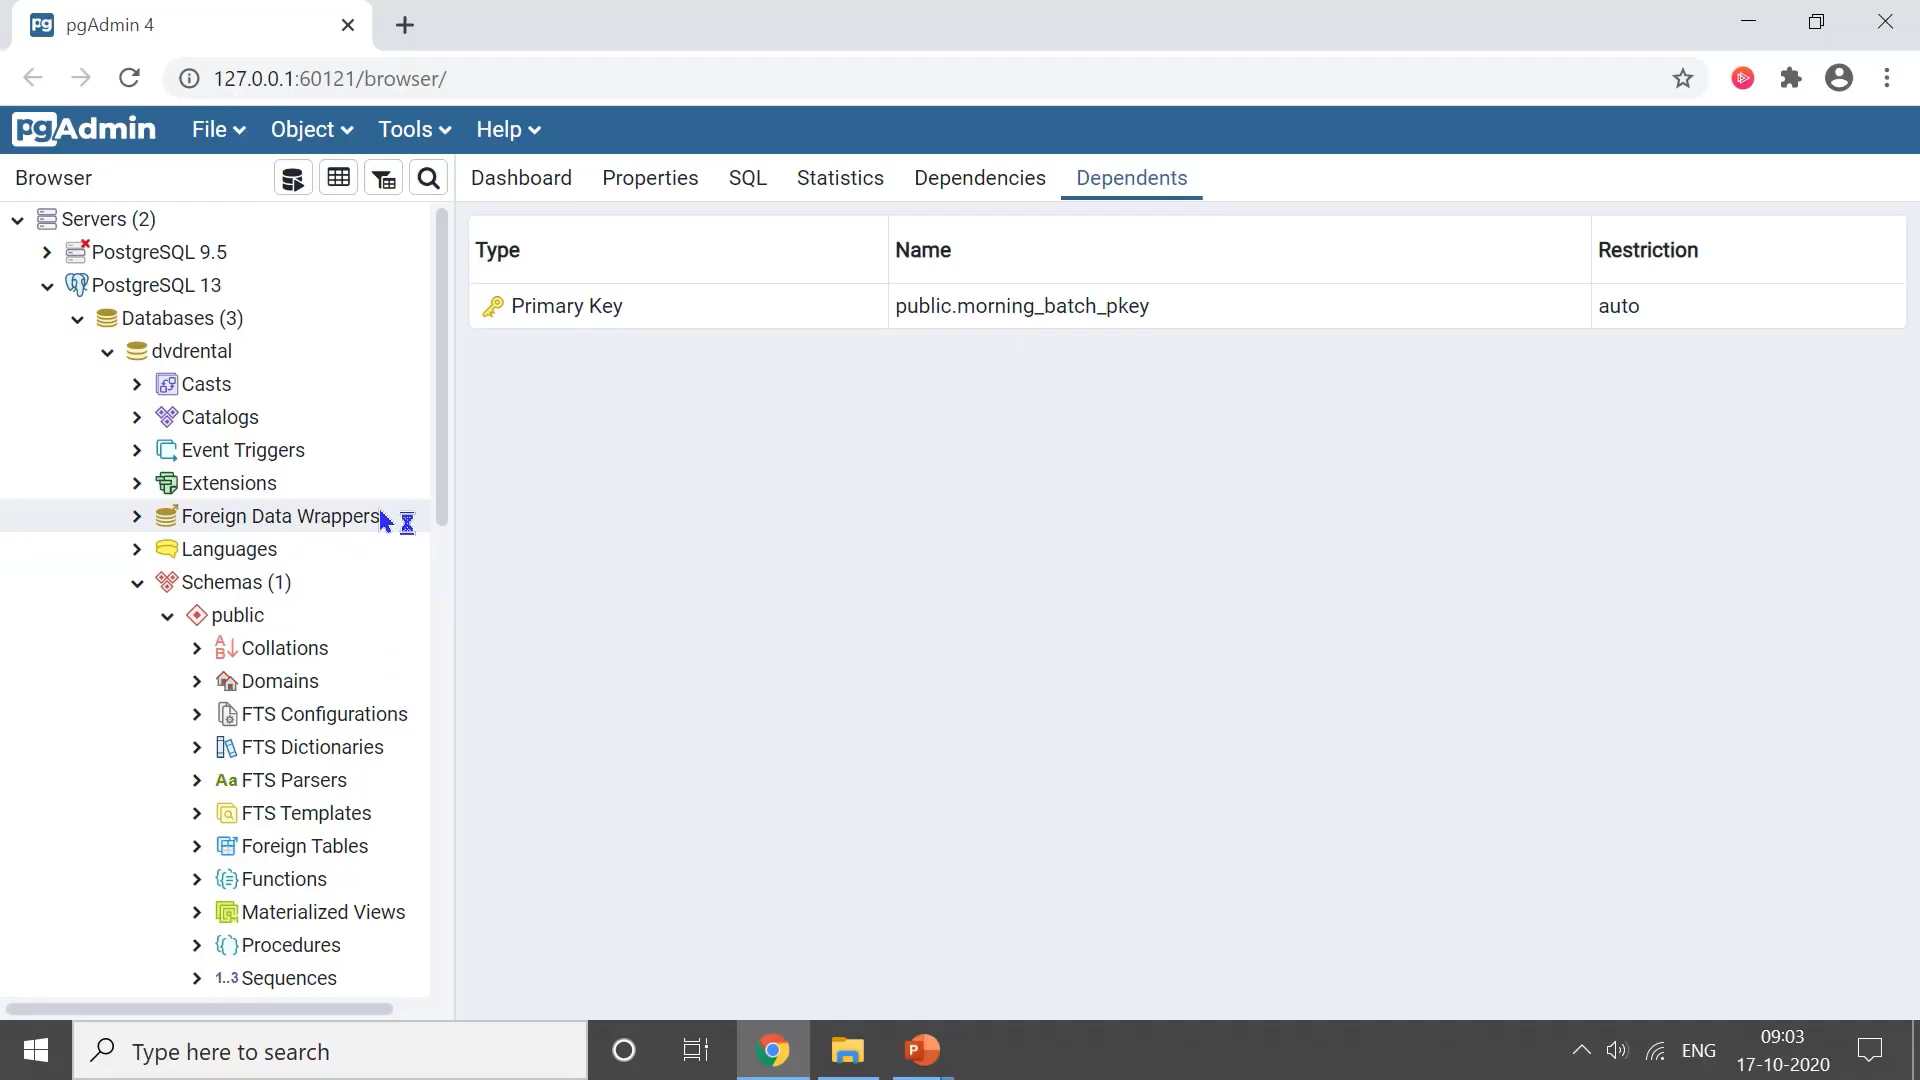 pgAdmin 4
127.0.0.1:60121/browser/
pgAdmin File Object Tools Help
Browser Dashboard Properties SQL Statistics Dependencies Dependents
Servers (2)
PostgreSQL 9.5
PostgreSQL 13
Databases (3)
dvdrental
Casts
Catalogs
Event Triggers
Extensions
Foreign Data Wrappers
Languages
Schemas (1)
public
Collations
Domains
FTS Configurations
FTS Dictionaries
Aa FTS Parsers
FTS Templates
Foreign Tables
Functions
Materialized Views
Procedures
1..3 Sequences
Type Name Restriction
Primary Key public.morning_batch_pkey auto
Type here to search
ENG
09:03
17-10-2020